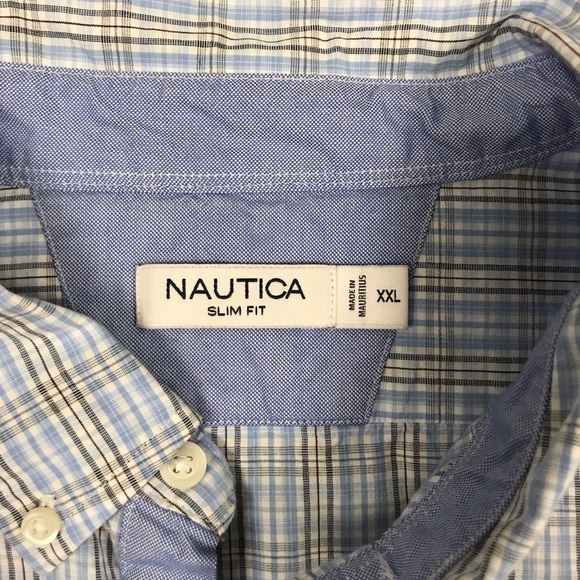 NAUTICA
SLIM FIT
MADE IN
MAURITIUS
XXL